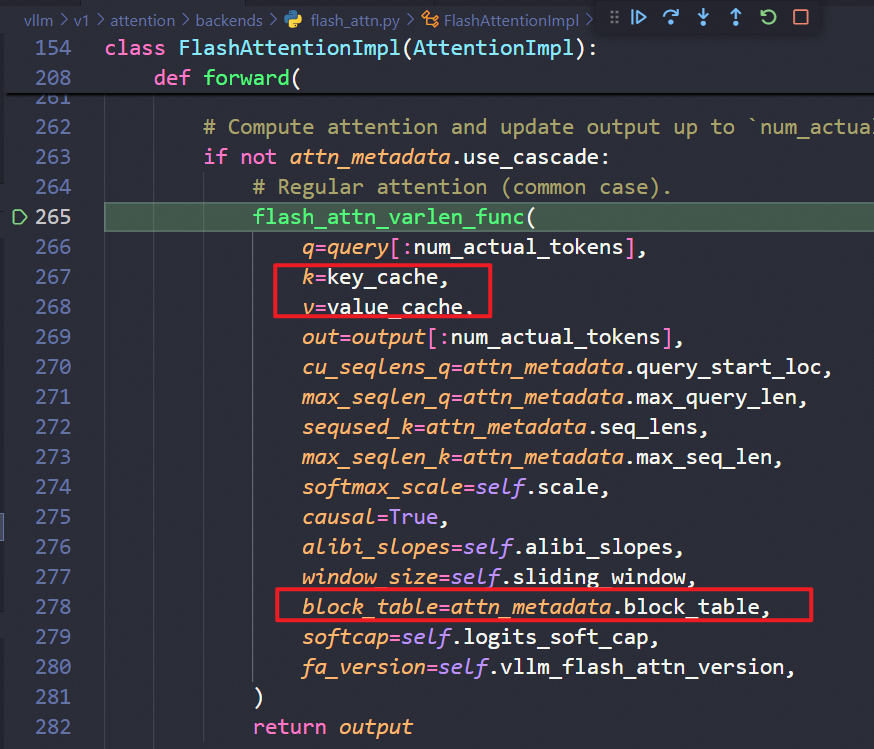 vllm > v1 > attention > backends > flash_attn.py > FlashAttentionImpl >
154 class FlashAttentionImpl(AttentionImpl):
208 def forward(
261
262 # Compute attention and update output up to `num_actual
263 if not attn_metadata.use_cascade:
264 # Regular attention (common case).
265 flash_attn_varlen_func(
266 q=query[:num_actual_tokens],
267 k=key_cache,
268 v=value_cache,
269 out=output[:num_actual_tokens],
270 cu_seqlens_q=attn_metadata.query_start_loc,
271 max_seqlen_q=attn_metadata.max_query_len,
272 seqused_k=attn_metadata.seq_lens,
273 max_seqlen_k=attn_metadata.max_seq_len,
274 softmax_scale=self.scale,
275 causal=True,
276 alibi_slopes=self.alibi_slopes,
277 window_size=self.sliding_window,
278 block_table=attn_metadata.block_table,
279 softcap=self.logits_soft_cap,
280 fa_version=self.vllm_flash_attn_version,
281 )
282 return output